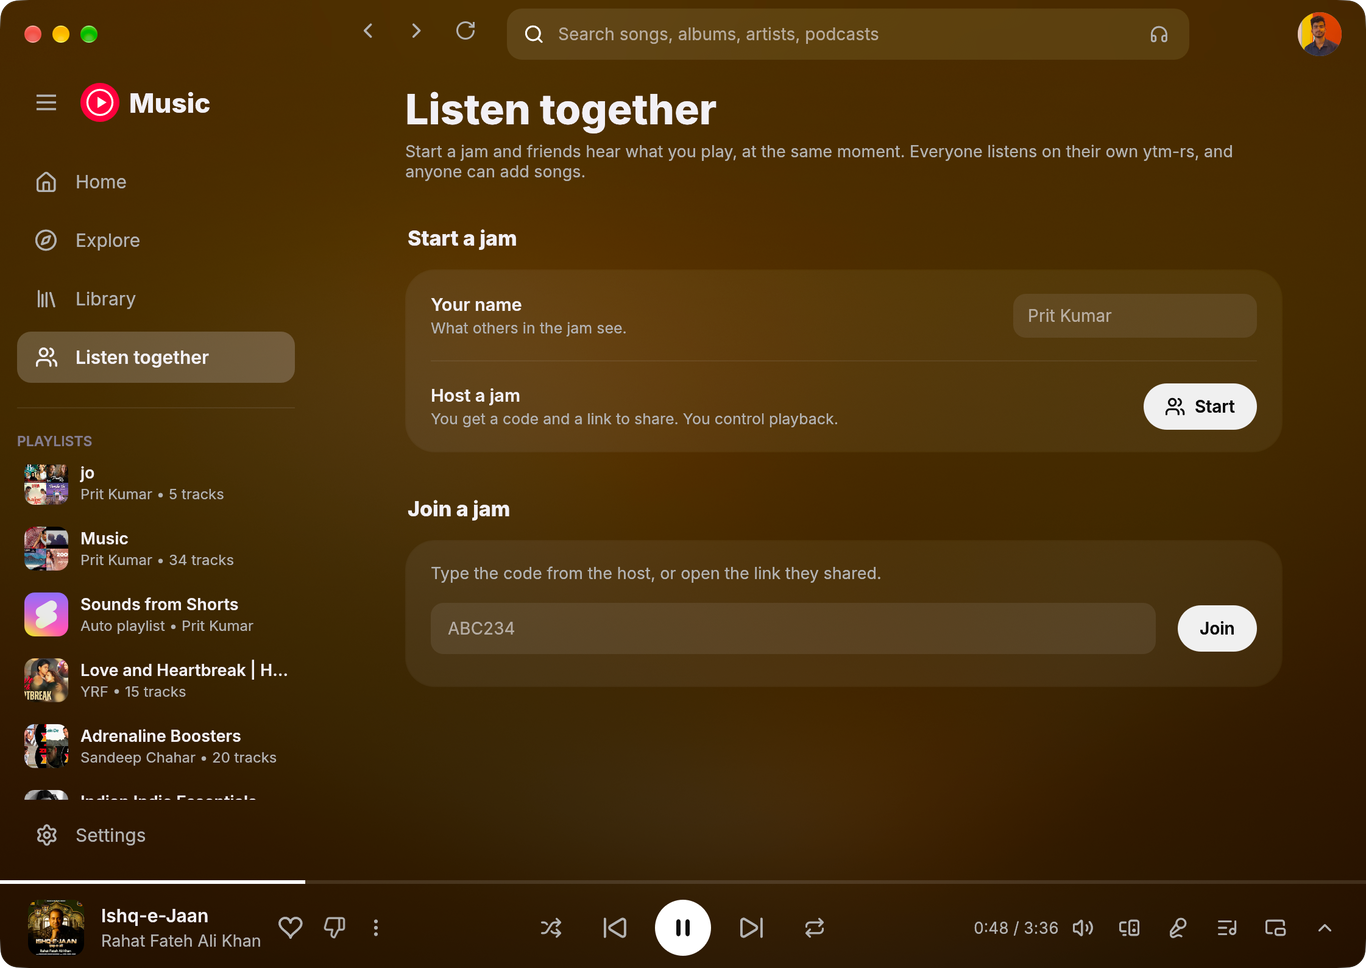 Search songs, albums, artists, podcasts
Music
Home
Explore
Library
Listen together
PLAYLISTS
jo
Prit Kumar • 5 tracks
Music
Prit Kumar • 34 tracks
Sounds from Shorts
Auto playlist • Prit Kumar
Love and Heartbreak | H...
YRF • 15 tracks
Adrenaline Boosters
Sandeep Chahar • 20 tracks
Indian Indie Essentials
Settings
Listen together
Start a jam and friends hear what you play, at the same moment. Everyone listens on their own ytm-rs, and
anyone can add songs.
Start a jam
Your name
What others in the jam see.
Prit Kumar
Host a jam
You get a code and a link to share. You control playback.
Start
Join a jam
Type the code from the host, or open the link they shared.
ABC234
Join
Ishq-e-Jaan
Rahat Fateh Ali Khan
0:48 / 3:36